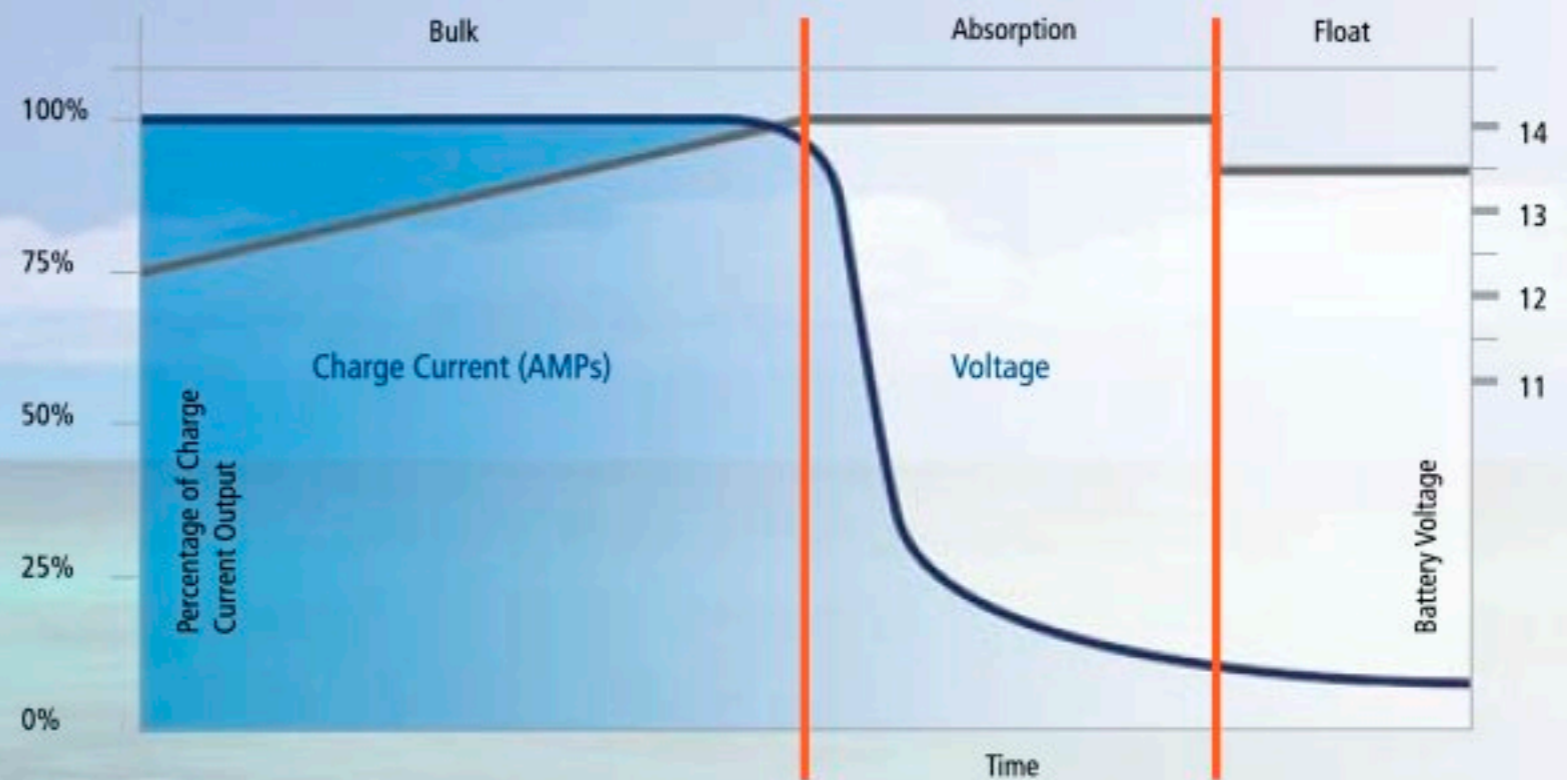 Bulk
Absorption
Float
100%
75%
50%
25%
0%
Percentage of Charge
Current Output
Charge Current (AMPs)
Voltage
14
13
12
11
Battery Voltage
Time